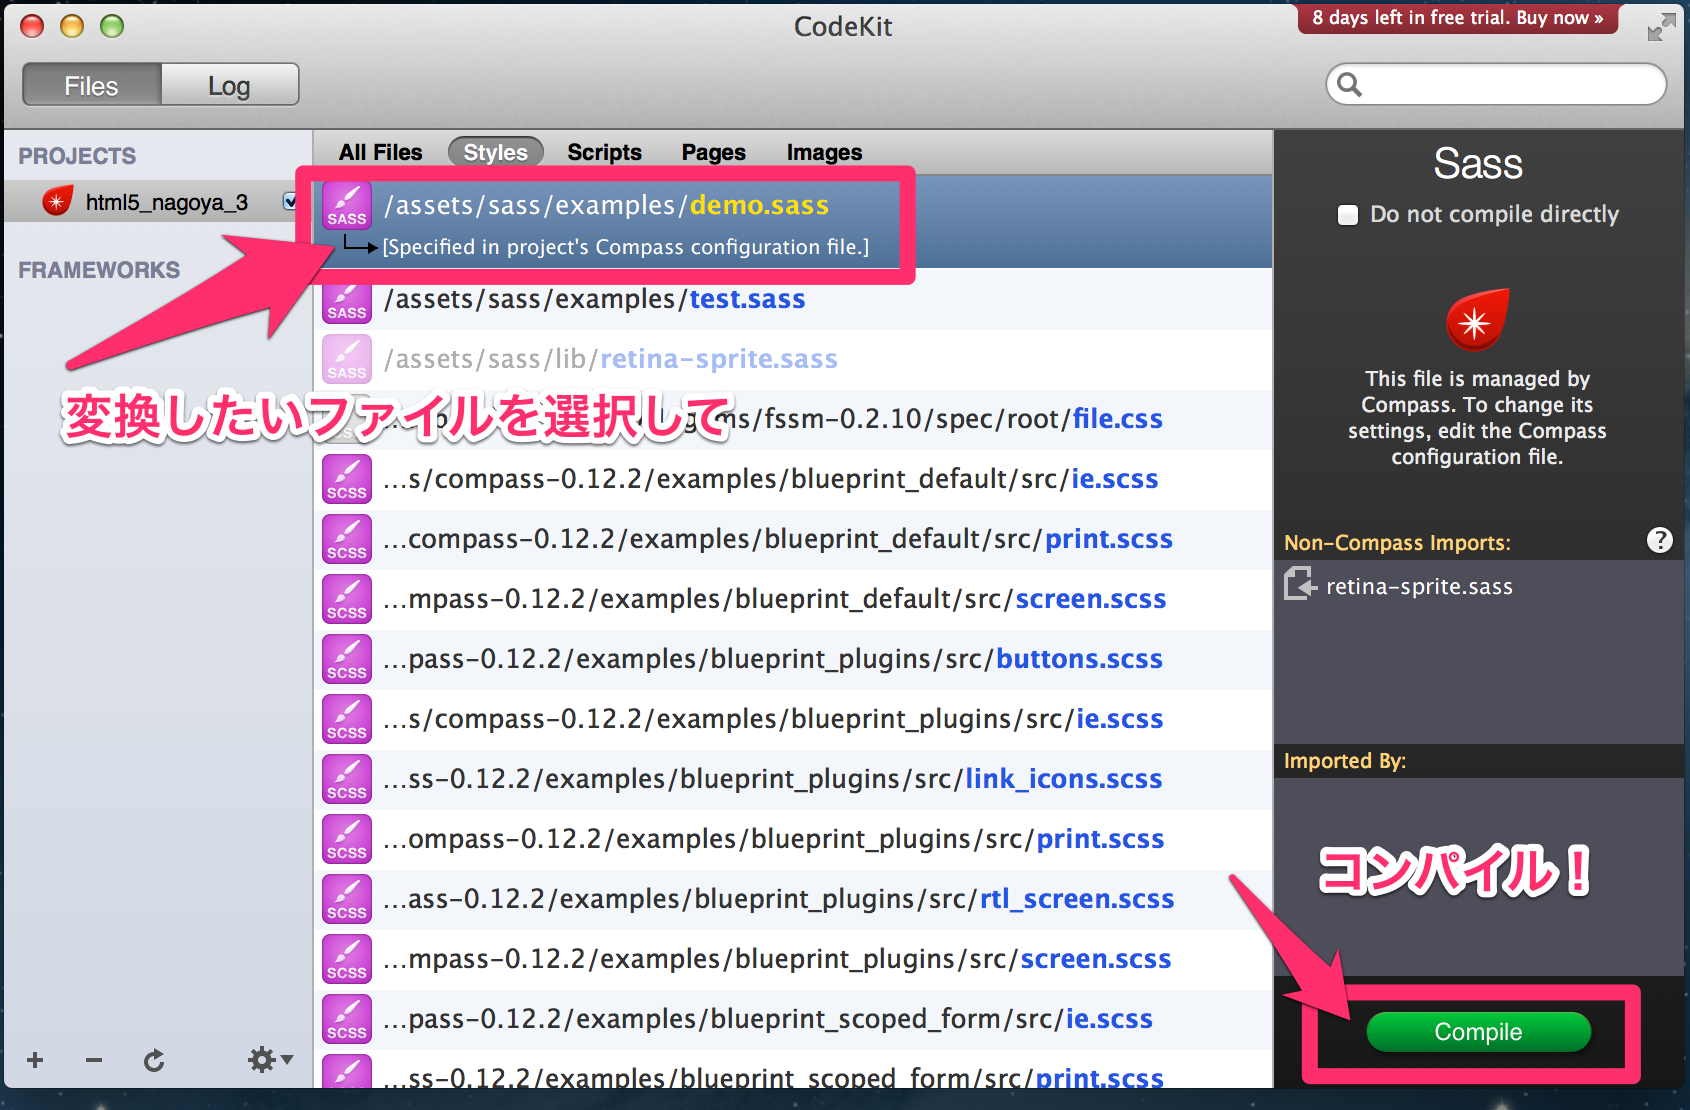 CodeKit
8 days left in free trial. Buy now »
Files
Log
PROJECTS
html5_nagoya_3
FRAMEWORKS
All Files
Styles
Scripts
Pages
Images
SASS
/assets/sass/examples/demo.sass
[Specified in project's Compass configuration file.]
SASS
/assets/sass/examples/test.sass
SASS
/assets/sass/lib/retina-sprite.sass
変換したいファイルを選択して
/fssm-0.2.10/spec/root/file.css
SCSS
...s/compass-0.12.2/examples/blueprint_default/src/ie.scss
SCSS
...compass-0.12.2/examples/blueprint_default/src/print.scss
SCSS
...mpass-0.12.2/examples/blueprint_default/src/screen.scss
SCSS
...pass-0.12.2/examples/blueprint_plugins/src/buttons.scss
SCSS
...s/compass-0.12.2/examples/blueprint_plugins/src/ie.scss
SCSS
...ss-0.12.2/examples/blueprint_plugins/src/link_icons.scss
SCSS
...ompass-0.12.2/examples/blueprint_plugins/src/print.scss
SCSS
...ass-0.12.2/examples/blueprint_plugins/src/rtl_screen.scss
SCSS
...mpass-0.12.2/examples/blueprint_plugins/src/screen.scss
SCSS
...pass-0.12.2/examples/blueprint_scoped_form/src/ie.scss
...ss-0.12.2/examples/blueprint_scoped_form/src/print.scss
Sass
Do not compile directly
This file is managed by
Compass. To change its
settings, edit the Compass
configuration file.
Non-Compass Imports:
?
retina-sprite.sass
Imported By:
コンパイル！
Compile